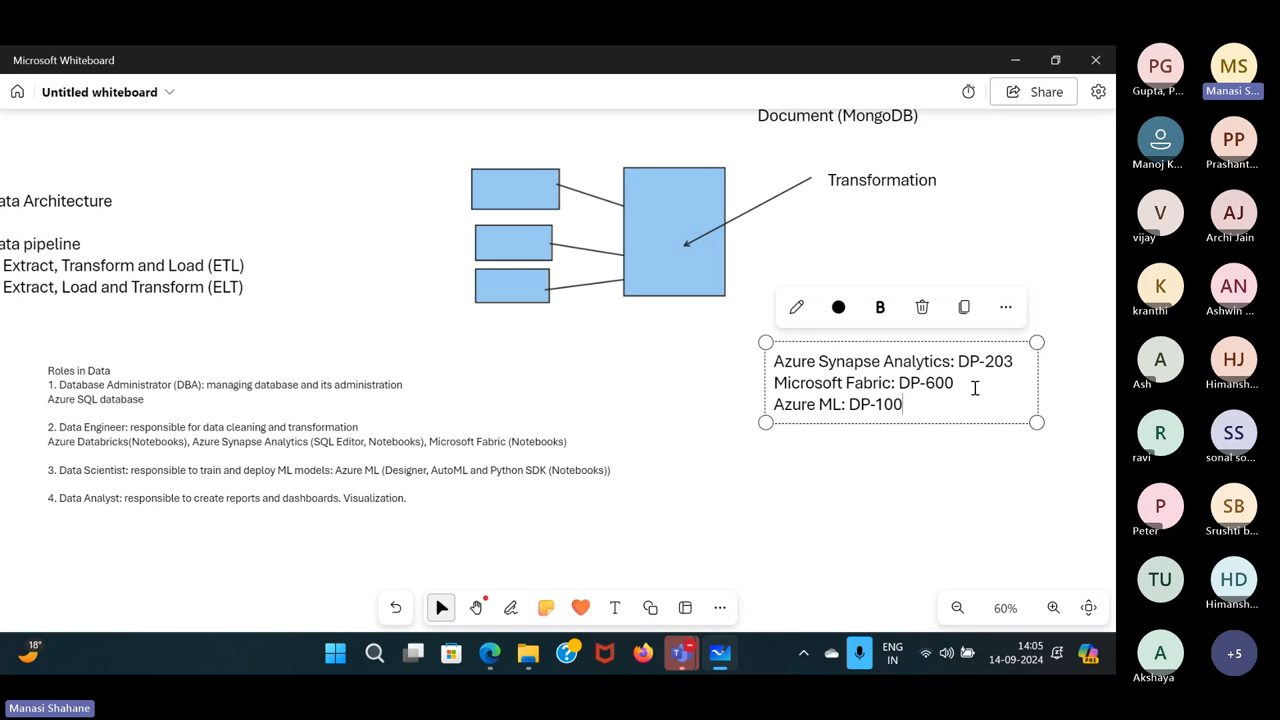 Microsoft Whiteboard
Untitled whiteboard
Share
Document (MongoDB)
Transformation
ata Architecture
ata pipeline
Extract, Transform and Load (ETL)
Extract, Load and Transform (ELT)
B
Azure Synapse Analytics: DP-203
Microsoft Fabric: DP-600
Azure ML: DP-100
Roles in Data
1. Database Administrator (DBA): managing database and its administration
Azure SQL database
2. Data Engineer: responsible for data cleaning and transformation
Azure Databricks(Notebooks), Azure Synapse Analytics (SQL Editor, Notebooks), Microsoft Fabric (Notebooks)
3. Data Scientist: responsible to train and deploy ML models: Azure ML (Designer, AutoML and Python SDK (Notebooks))
4. Data Analyst: responsible to create reports and dashboards. Visualization.
60%
18°
ENG
IN
14:05
14-09-2024
PRE
PG
Gupta, P...
MS
Manasi S...
Manoj K...
PP
Prashant...
V
vijay
AJ
Archi Jain
K
kranthi
AN
Ashwin ...
A
Ash
HJ
Himansh...
R
ravi
SS
sonal so...
P
Peter
SB
Srushti b...
TU
HD
Himansh...
A
Akshaya
+5
Manasi Shahane